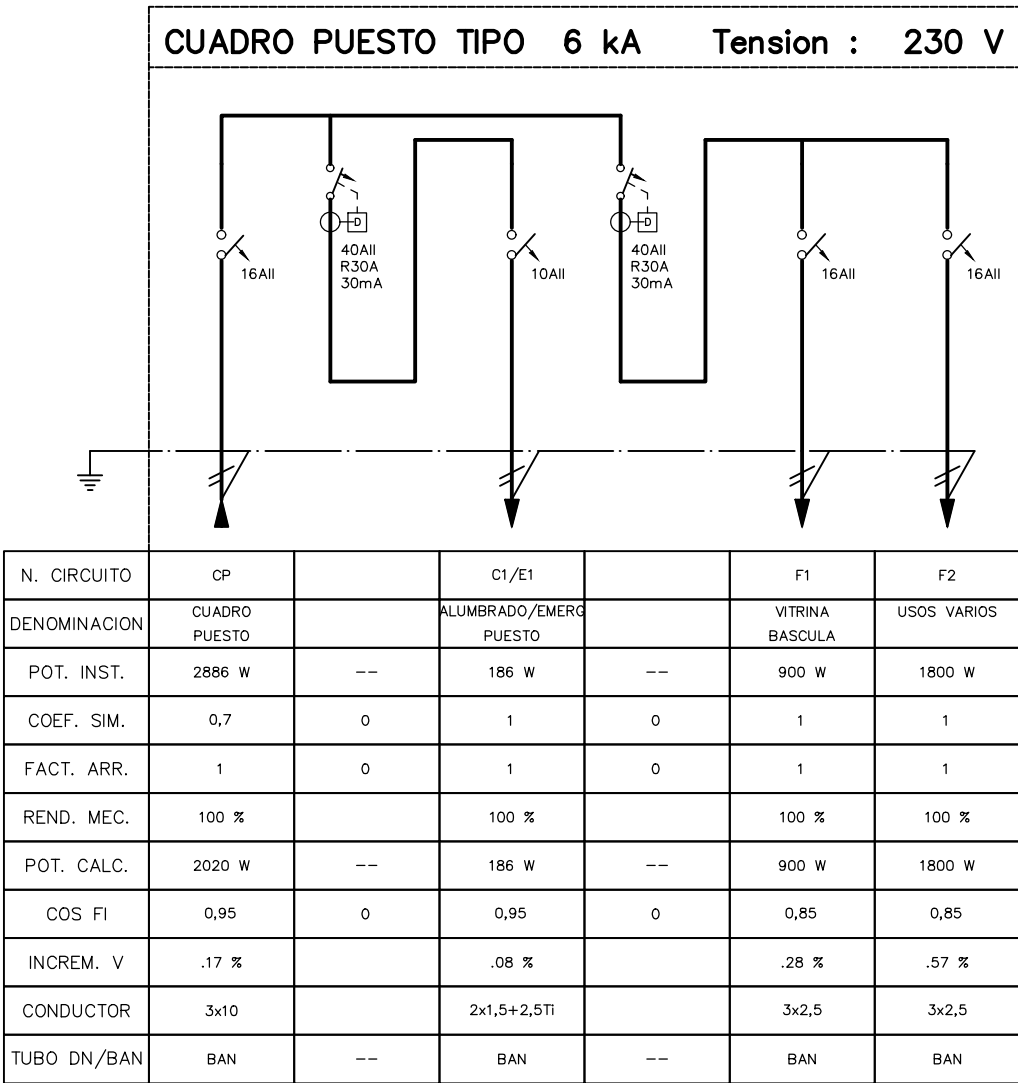 CUADRO PUESTO TIPO 6 kA Tension : 230 V
16AII
40AII
R30A
30mA
10AII
40AII
R30A
30mA
16AII
16AII
D
D
N. CIRCUITO CP C1/E1 F1 F2
DENOMINACION CUADRO PUESTO ALUMBRADO/EMERG PUESTO VITRINA BASCULA USOS VARIOS
POT. INST. 2886 W -- 186 W -- 900 W 1800 W
COEF. SIM. 0,7 0 1 0 1 1
FACT. ARR. 1 0 1 0 1 1
REND. MEC. 100 % 100 % 100 % 100 %
POT. CALC. 2020 W -- 186 W -- 900 W 1800 W
COS FI 0,95 0 0,95 0 0,85 0,85
INCREM. V .17 % .08 % .28 % .57 %
CONDUCTOR 3x10 2x1,5+2,5Ti 3x2,5 3x2,5
TUBO DN/BAN BAN -- BAN -- BAN BAN